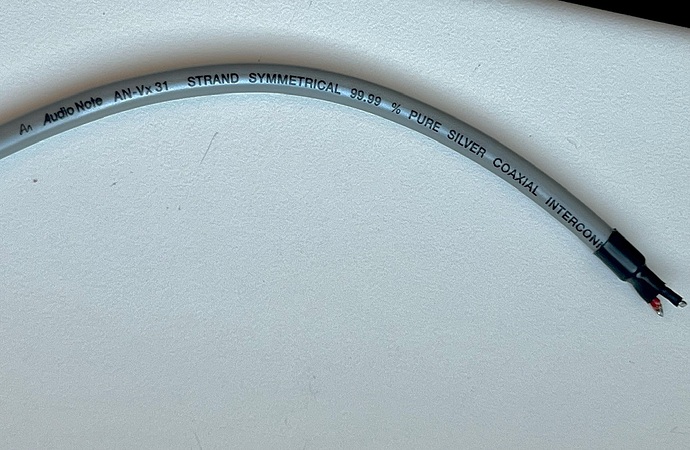 An Audio Note AN-Vx 31 STRAND SYMMETRICAL 99.99 % PURE SILVER COAXIAL